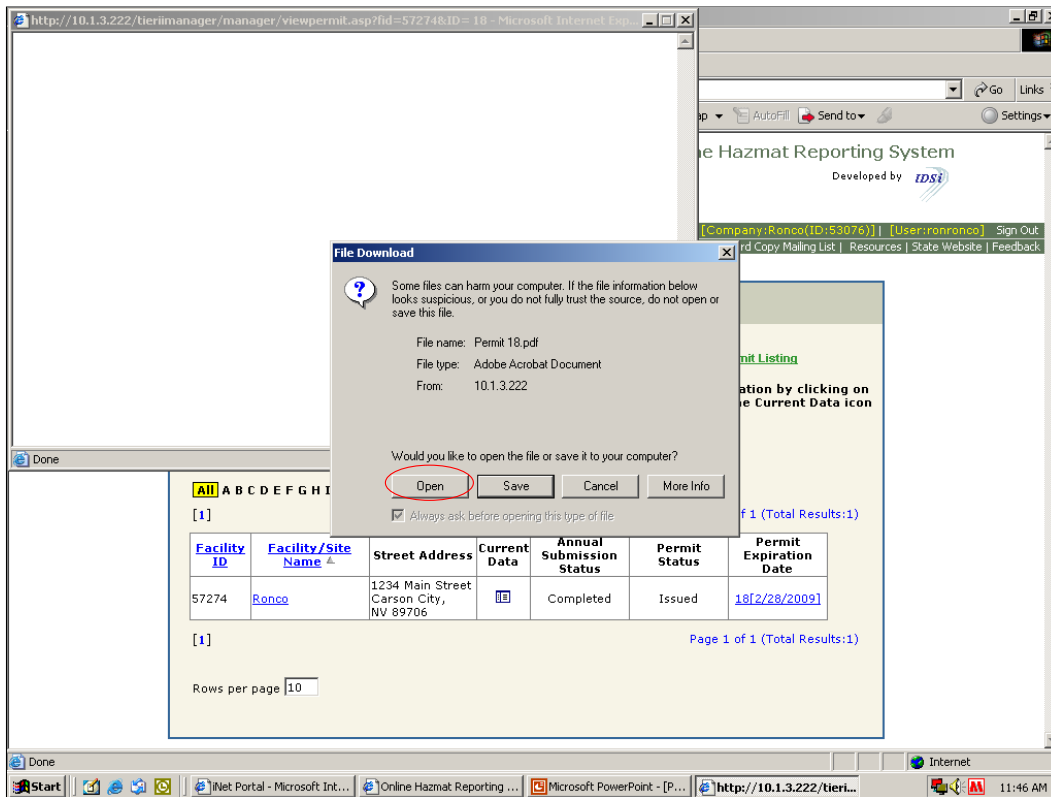 http://10.1.3.222/tieriimanager/manager/viewpermit.asp?fid=57274&ID= 18 - Microsoft Internet Exp...
Go Links
AutoFill Send to Settings
Hazmat Reporting System
Developed by IDSi
[Company:Ronco(ID:53076)]| [User:ronronco] Sign Out
Copy Mailing List | Resources | State Website | Feedback
File Download
Some files can harm your computer. If the file information below
looks suspicious, or you do not fully trust the source, do not open or
save this file.
File name: Permit 18.pdf
File type: Adobe Acrobat Document
From: 10.1.3.222
Listing
by clicking on
Current Data icon
Would you like to open the file or save it to your computer?
Done
Open Save Cancel More Info
Always ask before opening this type of file
All A B C D E F G H I
[1]
f 1 (Total Results:1)
Facility ID Facility/Site Name Street Address Current Data Annual Submission Status Permit Status Permit Expiration Date
57274 Ronco 1234 Main Street Carson City, NV 89706 Completed Issued 18[2/28/2009]
[1] Page 1 of 1 (Total Results:1)
Rows per page 10
Done Internet
Start iNet Portal - Microsoft Int... Online Hazmat Reporting ... Microsoft PowerPoint - [P... http://10.1.3.222/tieri... 11:46 AM